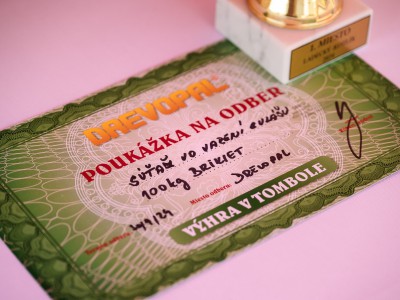 1. MIESTO
DREVOPAL
POUKÁŽKA NA ODBER
SÚŤAŽ VO VARENÍ GULÁŠU
100kg BRIKIET
Miesto odberu: DREVOPAL
VÝHRA V TOMBOLE